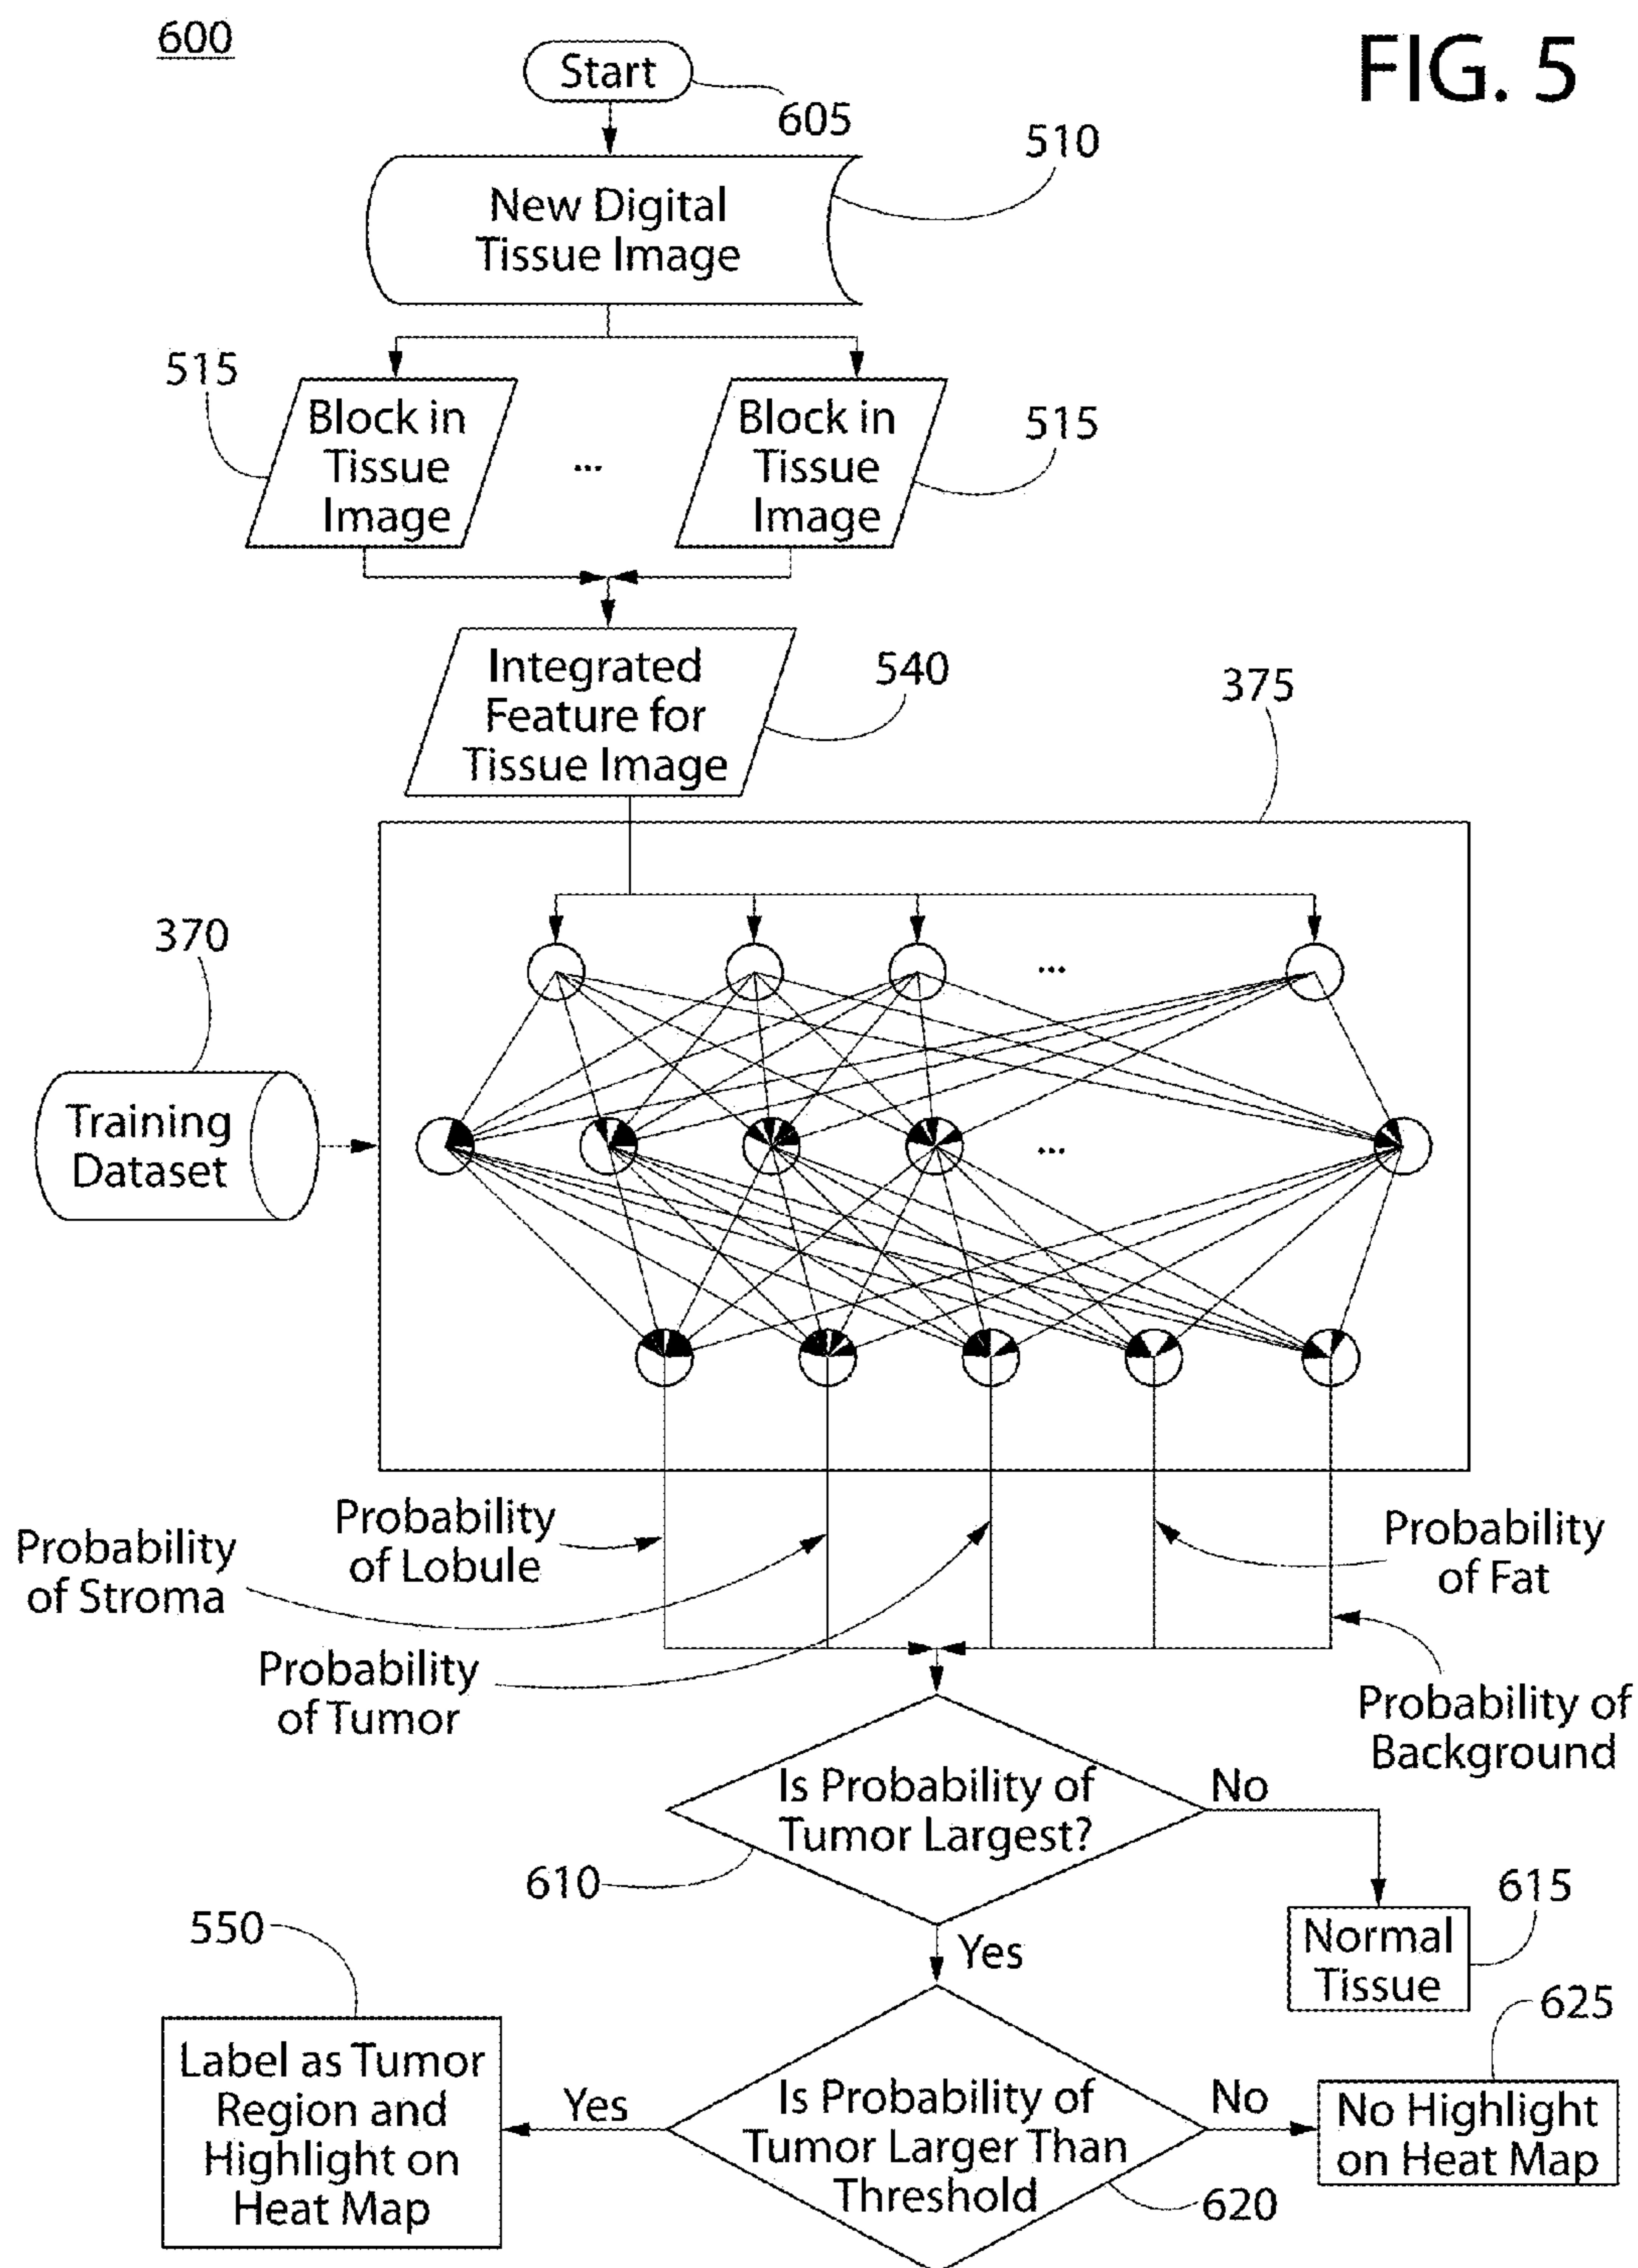 600
FIG. 5
Start
605
510
New Digital
Tissue Image
515
Block in
Tissue
Image
...
Block in
Tissue
Image
515
Integrated
Feature for
Tissue Image
540
375
370
...
Training
Dataset
...
Probability
of Stroma
Probability
of Lobule
Probability
of Fat
Probability
of Tumor
Probability of
Background
Is Probability of
Tumor Largest?
No
610
615
Normal
Tissue
550
Yes
625
Label as Tumor
Region and
Highlight on
Heat Map
Yes
Is Probability of
Tumor Larger Than
Threshold
No
No Highlight
on Heat Map
620